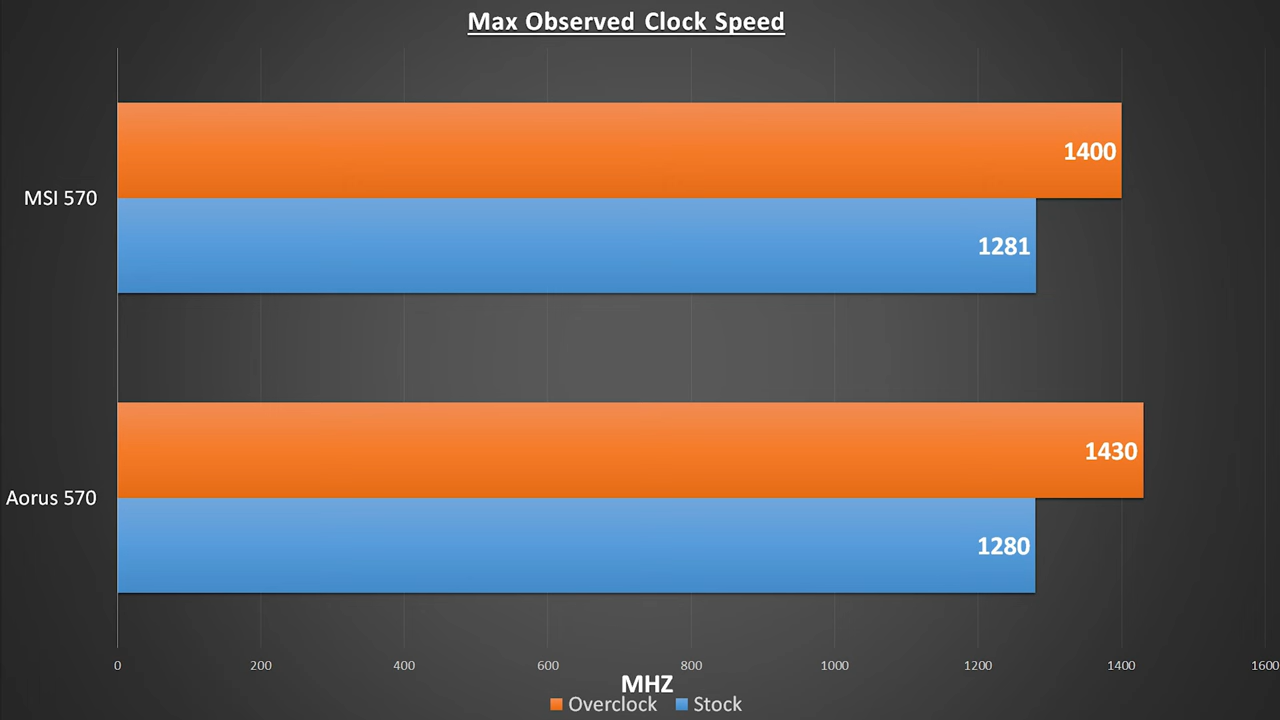 Max Observed Clock Speed
1400
MSI 570
1281
1430
Aorus 570
1280
0 200 400 600 800 1000 1200 1400 1600
MHZ
Overclock Stock